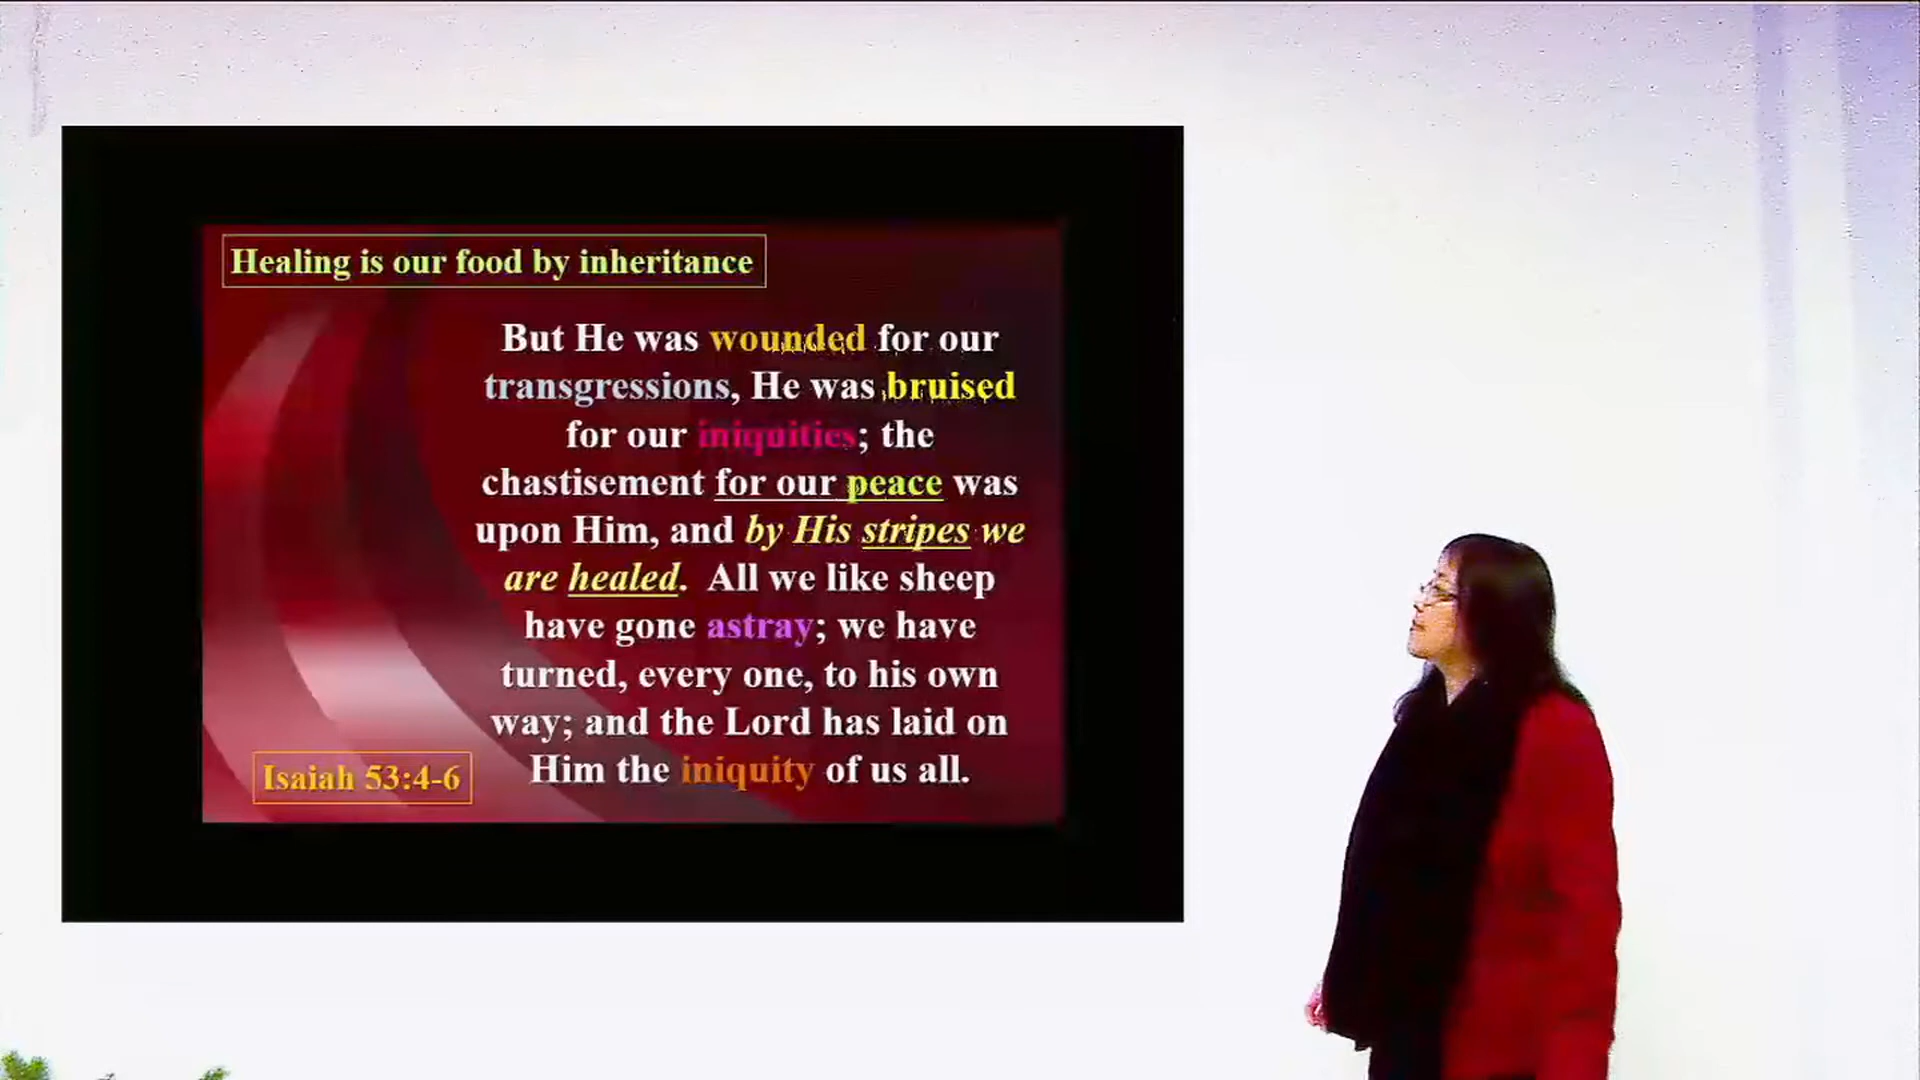 Healing is our food by inheritance
But He was wounded for our
transgressions, He was bruised
for our iniquities; the
chastisement for our peace was
upon Him, and by His stripes we
are healed. All we like sheep
have gone astray; we have
turned, every one, to his own
way; and the Lord has laid on
Him the iniquity of us all.
Isaiah 53:4-6